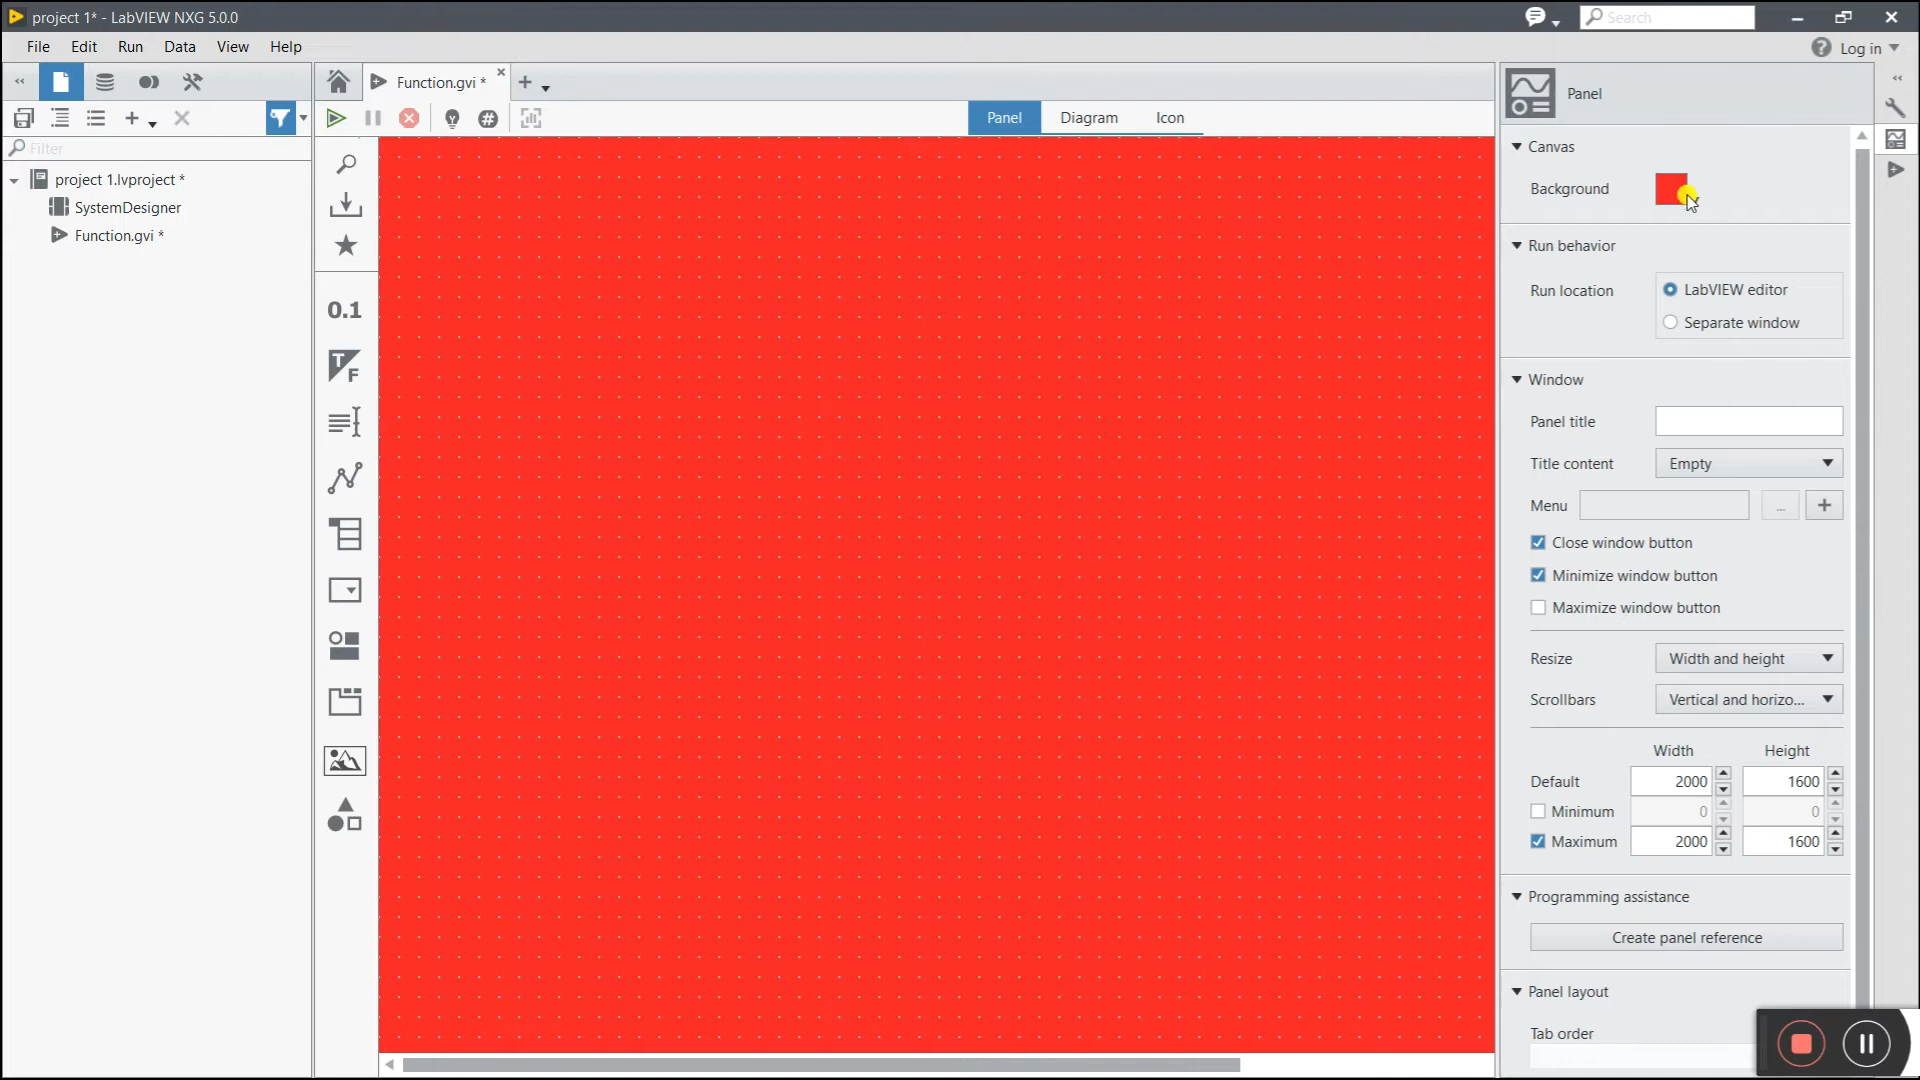 project 1* - LabVIEW NXG 5.0.0
Search
File Edit Run Data View Help
Log in
Function.gvi *
Panel
Panel Diagram Icon
Filter
project 1.lvproject *
SystemDesigner
Function.gvi *
0.1
T
F
Canvas
Background
Run behavior
Run location
LabVIEW editor
Separate window
Window
Panel title
Title content Empty
Menu ... +
Close window button
Minimize window button
Maximize window button
Resize Width and height
Scrollbars Vertical and horizo...
Width Height
Default 2000 1600
Minimum 0 0
Maximum 2000 1600
Programming assistance
Create panel reference
Panel layout
Tab order